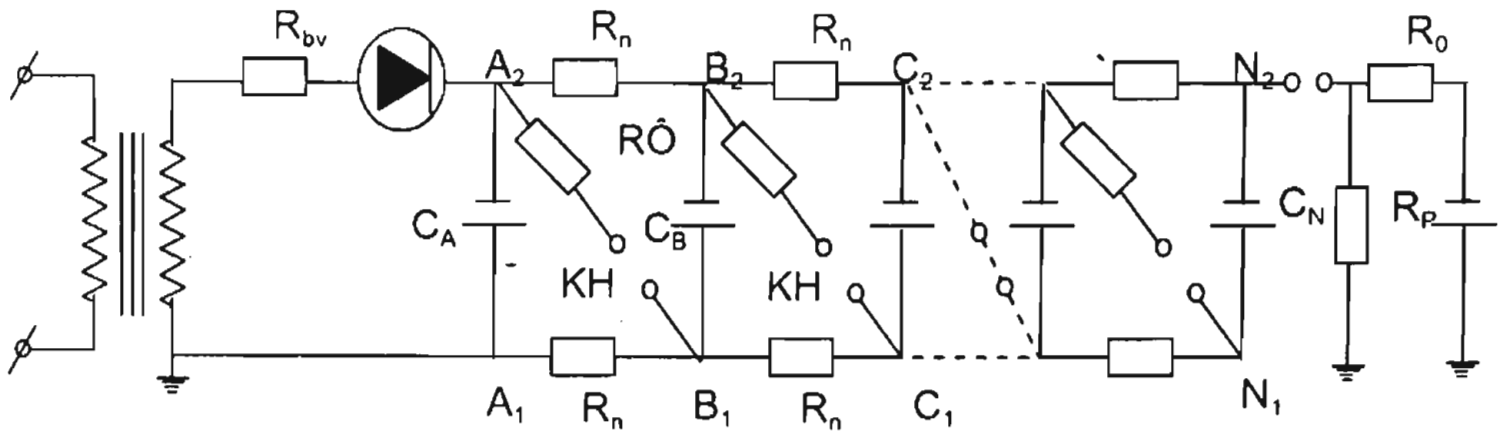 R_bv R_n R_n R_0
A_2 B_2 C_2 N_2
RÔ
C_A C_B C_N R_P
KH KH
A_1 R_n B_1 R_n C_1 N_1